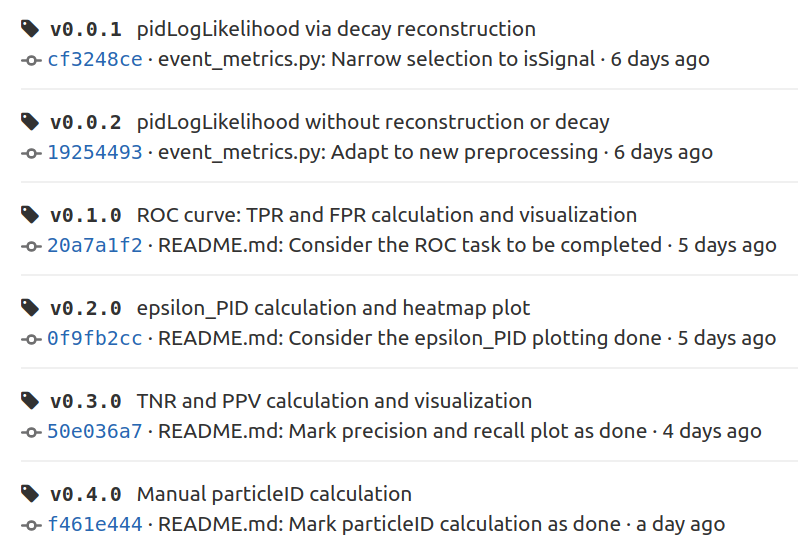 v0.0.1 pidLogLikelihood via decay reconstruction
cf3248ce · event_metrics.py: Narrow selection to isSignal · 6 days ago
v0.0.2 pidLogLikelihood without reconstruction or decay
19254493 · event_metrics.py: Adapt to new preprocessing · 6 days ago
v0.1.0 ROC curve: TPR and FPR calculation and visualization
20a7a1f2 · README.md: Consider the ROC task to be completed · 5 days ago
v0.2.0 epsilon_PID calculation and heatmap plot
0f9fb2cc · README.md: Consider the epsilon_PID plotting done · 5 days ago
v0.3.0 TNR and PPV calculation and visualization
50e036a7 · README.md: Mark precision and recall plot as done · 4 days ago
v0.4.0 Manual particleID calculation
f461e444 · README.md: Mark particleID calculation as done · a day ago